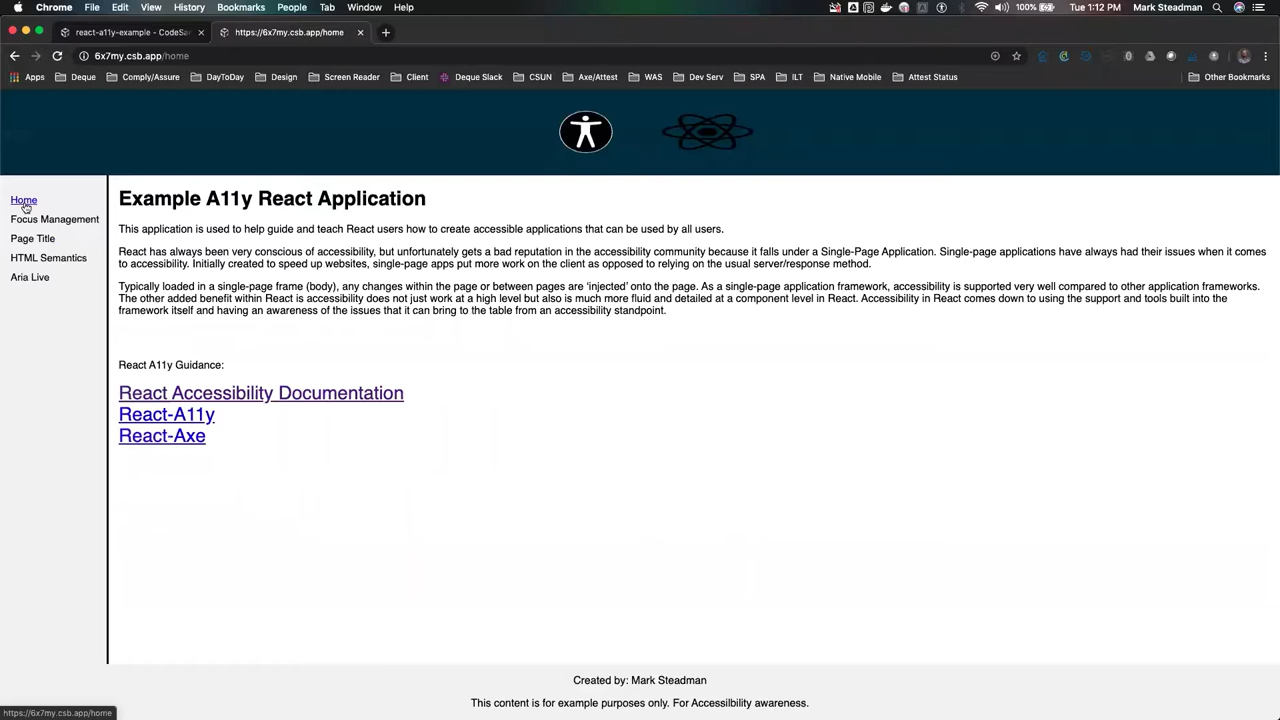 Chrome File Edit View History Bookmarks People Tab Window Help 100% Tue 1:12 PM Mark Steadman
react-a11y-example - CodeSan https://6x7my.csb.app/home
6x7my.csb.app/home
Apps Deque Comply/Assure DayToDay Design Screen Reader Client Deque Slack CSUN Axe/Attest WAS Dev Serv SPA ILT Native Mobile Attest Status Other Bookmarks
Home
Focus Management
Page Title
HTML Semantics
Aria Live
Example A11y React Application
This application is used to help guide and teach React users how to create accessible applications that can be used by all users.
React has always been very conscious of accessibility, but unfortunately gets a bad reputation in the accessibility community because it falls under a Single-Page Application. Single-page applications have always had their issues when it comes
to accessibility. Initially created to speed up websites, single-page apps put more work on the client as opposed to relying on the usual server/response method.
Typically loaded in a single-page frame (body), any changes within the page or between pages are ‘injected’ onto the page. As a single-page application framework, accessibility is supported very well compared to other application frameworks.
The other added benefit within React is accessibility does not just work at a high level but also is much more fluid and detailed at a component level in React. Accessibility in React comes down to using the support and tools built into the
framework itself and having an awareness of the issues that it can bring to the table from an accessibility standpoint.
React A11y Guidance:
React Accessibility Documentation
React-A11y
React-Axe
Created by: Mark Steadman
This content is for example purposes only. For Accessilbility awareness.
https://6x7my.csb.app/home